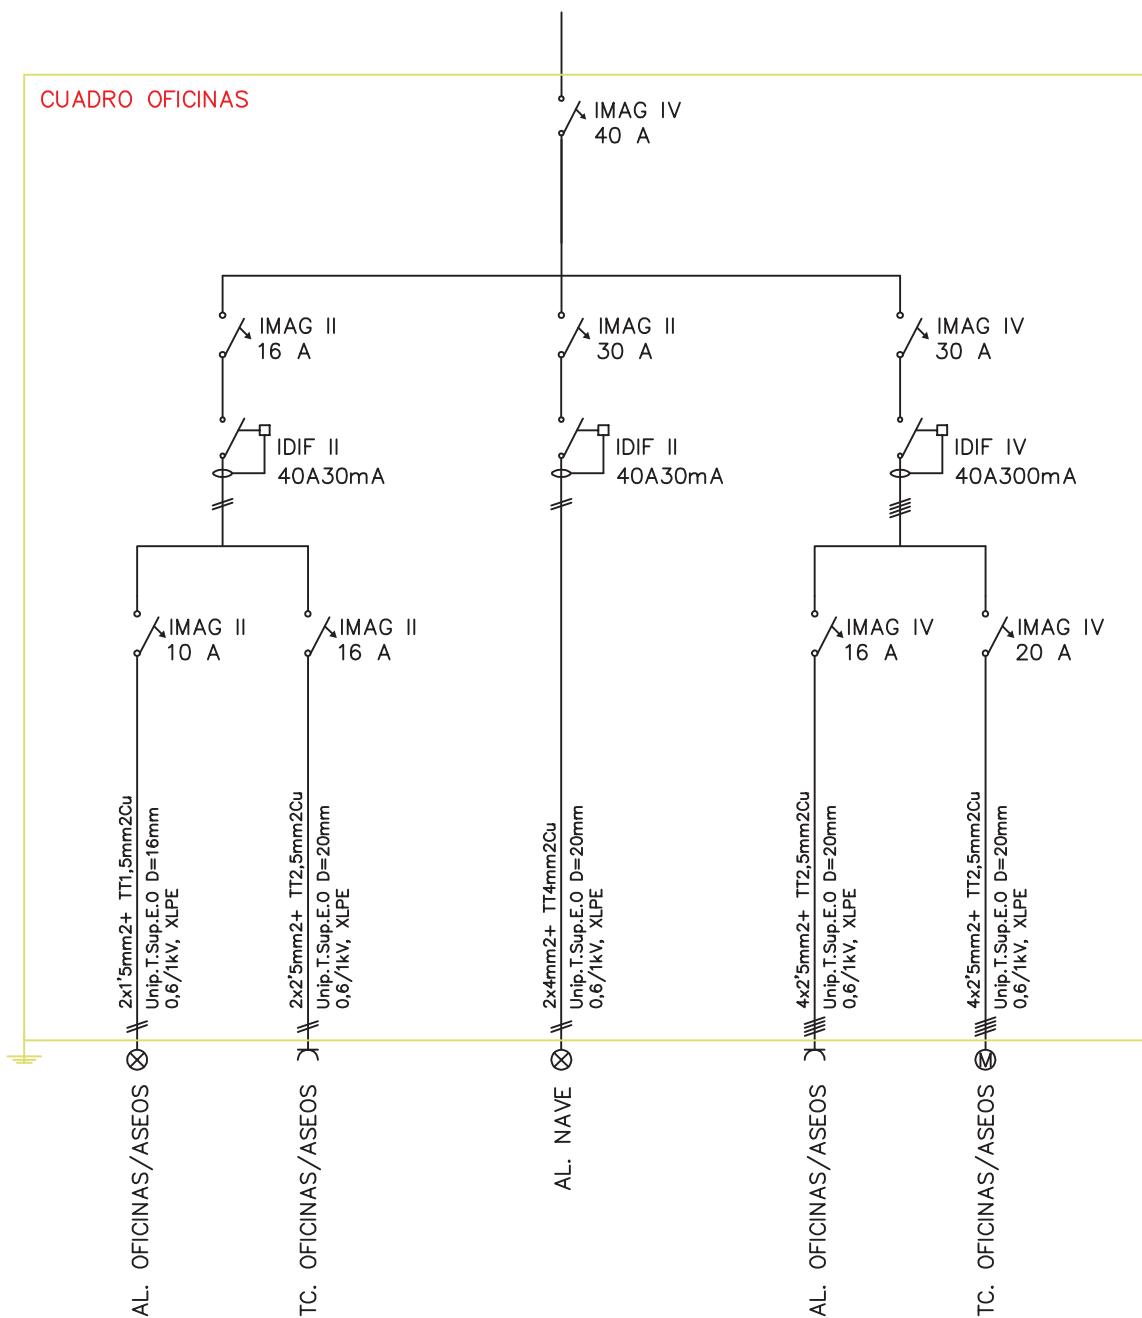 CUADRO OFICINAS
IMAG IV
40 A
IMAG II
16 A
IMAG II
30 A
IMAG IV
30 A
IDIF II
40A30mA
IDIF II
40A30mA
IDIF IV
40A300mA
IMAG II
10 A
IMAG II
16 A
IMAG IV
16 A
IMAG IV
20 A
2x1'5mm2+ TT1,5mm2Cu
Unip.T.Sup.E.O D=16mm
0,6/1kV, XLPE
2x2'5mm2+ TT2,5mm2Cu
Unip.T.Sup.E.O D=20mm
0,6/1kV, XLPE
2x4mm2+ TT4mm2Cu
Unip.T.Sup.E.O D=20mm
0,6/1kV, XLPE
4x2'5mm2+ TT2,5mm2Cu
Unip.T.Sup.E.O D=20mm
0,6/1kV, XLPE
4x2'5mm2+ TT2,5mm2Cu
Unip.T.Sup.E.O D=20mm
0,6/1kV, XLPE
M
AL. OFICINAS/ASEOS
TC. OFICINAS/ASEOS
AL. NAVE
AL. OFICINAS/ASEOS
TC. OFICINAS/ASEOS